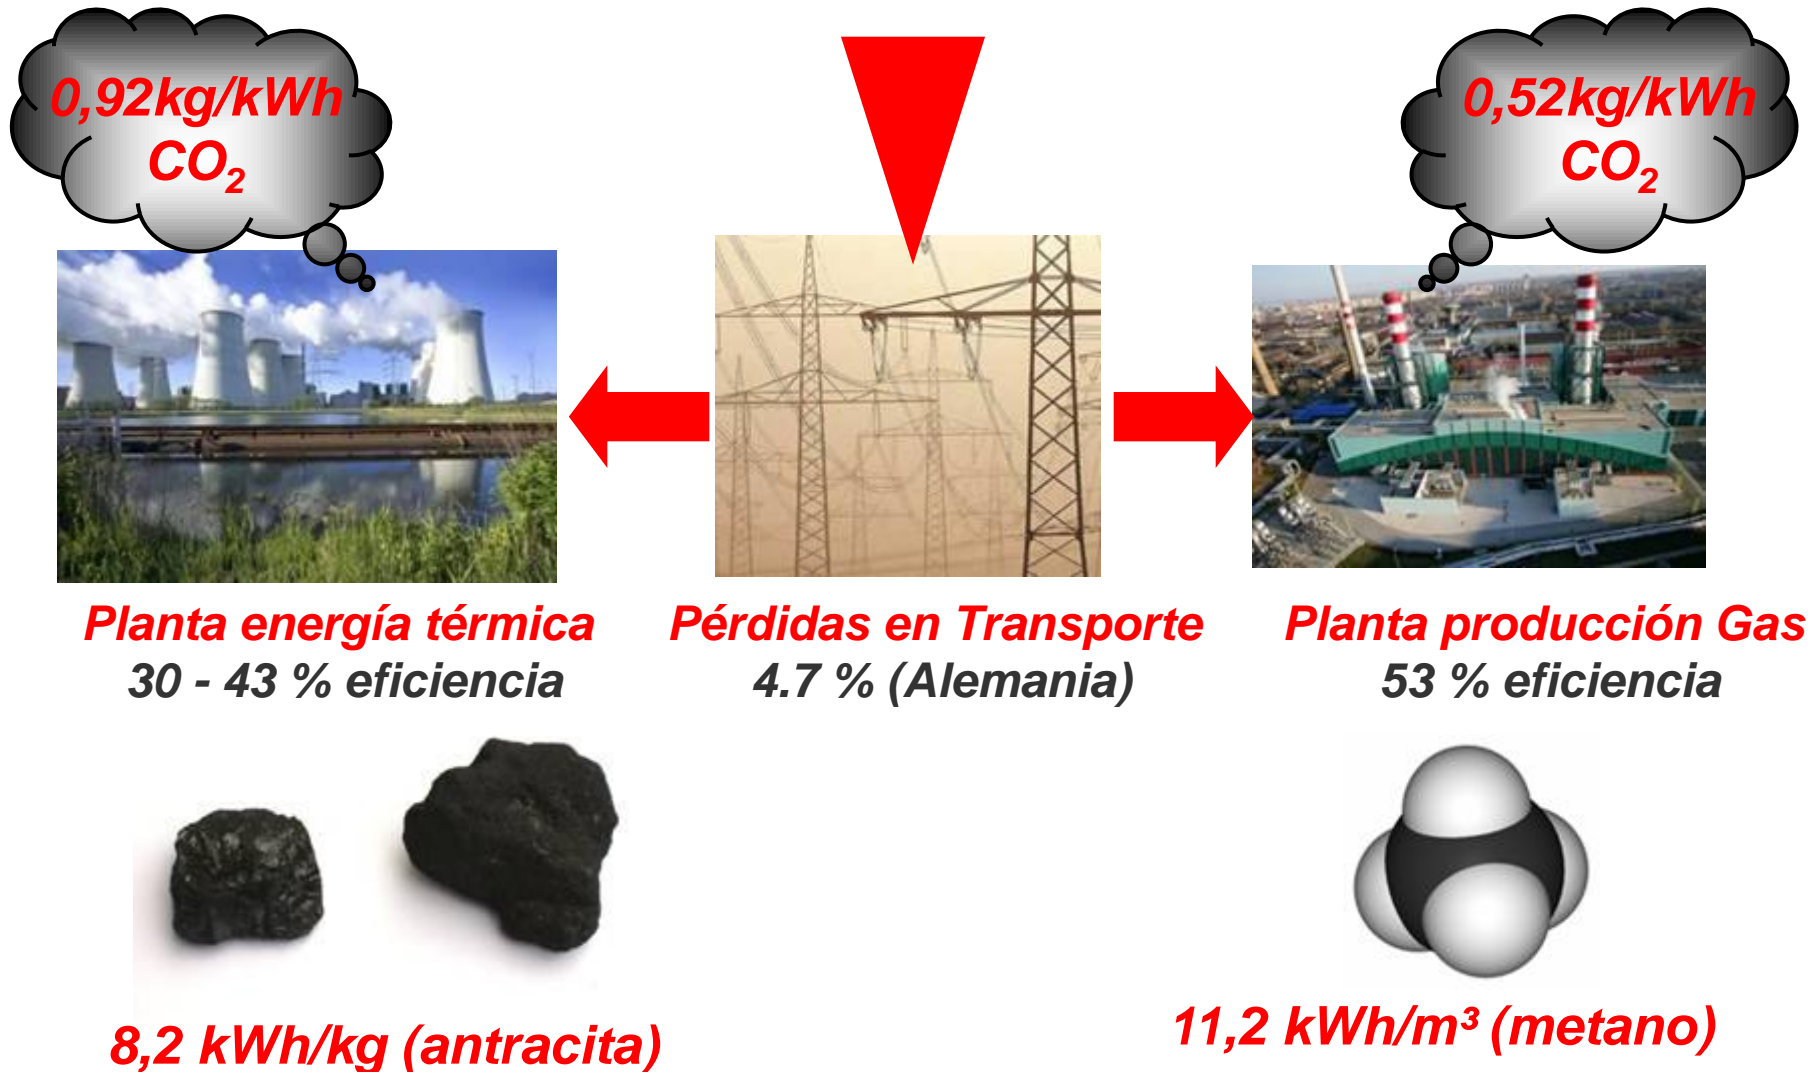 0,92kg/kWh
CO₂
0,52kg/kWh
CO₂
Planta energía térmica
30 - 43 % eficiencia
Pérdidas en Transporte
4.7 % (Alemania)
Planta producción Gas
53 % eficiencia
8,2 kWh/kg (antracita)
11,2 kWh/m³ (metano)